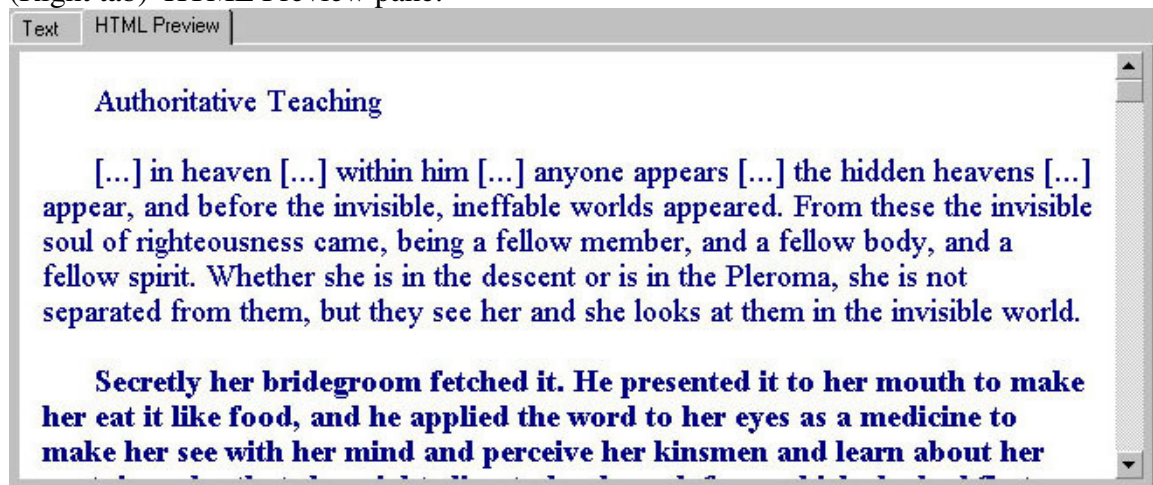 (Right tab) HTML Preview pane.
Text HTML Preview
Authoritative Teaching
[...] in heaven [...] within him [...] anyone appears [...] the hidden heavens [...]
appear, and before the invisible, ineffable worlds appeared. From these the invisible
soul of righteousness came, being a fellow member, and a fellow body, and a
fellow spirit. Whether she is in the descent or is in the Pleroma, she is not
separated from them, but they see her and she looks at them in the invisible world.
Secretly her bridegroom fetched it. He presented it to her mouth to make
her eat it like food, and he applied the word to her eyes as a medicine to
make her see with her mind and perceive her kinsmen and learn about her